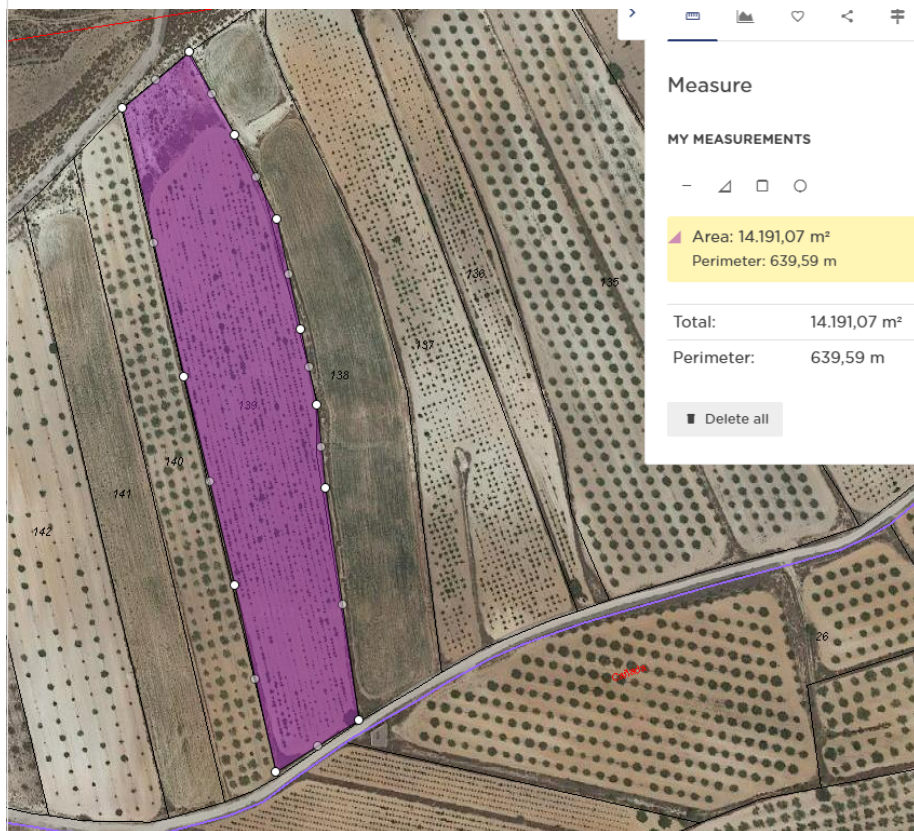 Measure
MY MEASUREMENTS
Area: 14.191,07 m²
Perimeter: 639,59 m
Total: 14.191,07 m²
Perimeter: 639,59 m
Delete all
135
136
137
138
139
140
141
142
26
Cañada